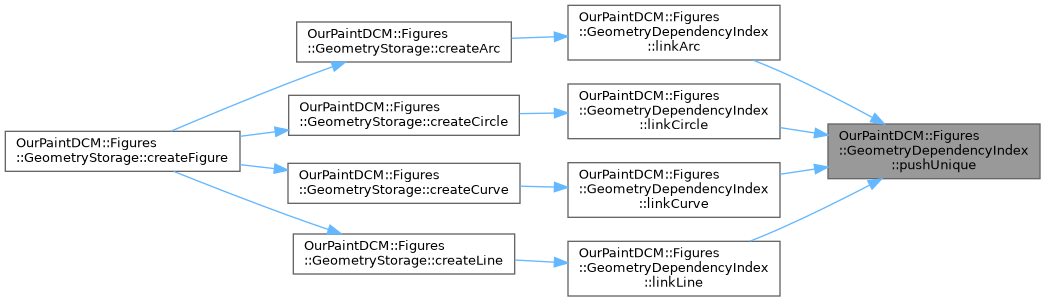 OurPaintDCM::Figures
::GeometryStorage::createFigure
OurPaintDCM::Figures
::GeometryStorage::createArc
OurPaintDCM::Figures
::GeometryStorage::createCircle
OurPaintDCM::Figures
::GeometryStorage::createCurve
OurPaintDCM::Figures
::GeometryStorage::createLine
OurPaintDCM::Figures
::GeometryDependencyIndex
::linkArc
OurPaintDCM::Figures
::GeometryDependencyIndex
::linkCircle
OurPaintDCM::Figures
::GeometryDependencyIndex
::linkCurve
OurPaintDCM::Figures
::GeometryDependencyIndex
::linkLine
OurPaintDCM::Figures
::GeometryDependencyIndex
::pushUnique